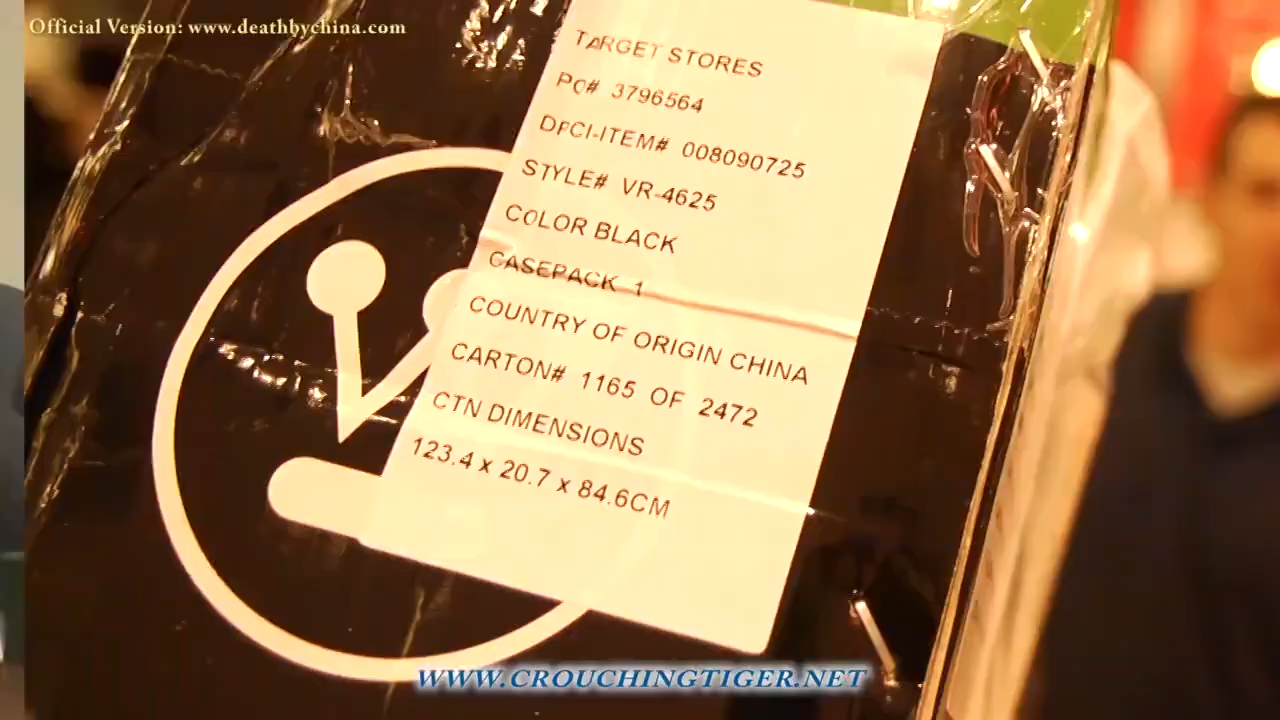 Official Version: www.deathbychina.com
TARGET STORES
PO# 3796564
DPCI-ITEM# 008090725
STYLE# VR-4625
COLOR BLACK
CASEPACK 1
COUNTRY OF ORIGIN CHINA
CARTON# 1165 OF 2472
CTN DIMENSIONS
123.4 x 20.7 x 84.6CM
WWW.CROUCHINGTIGER.NET